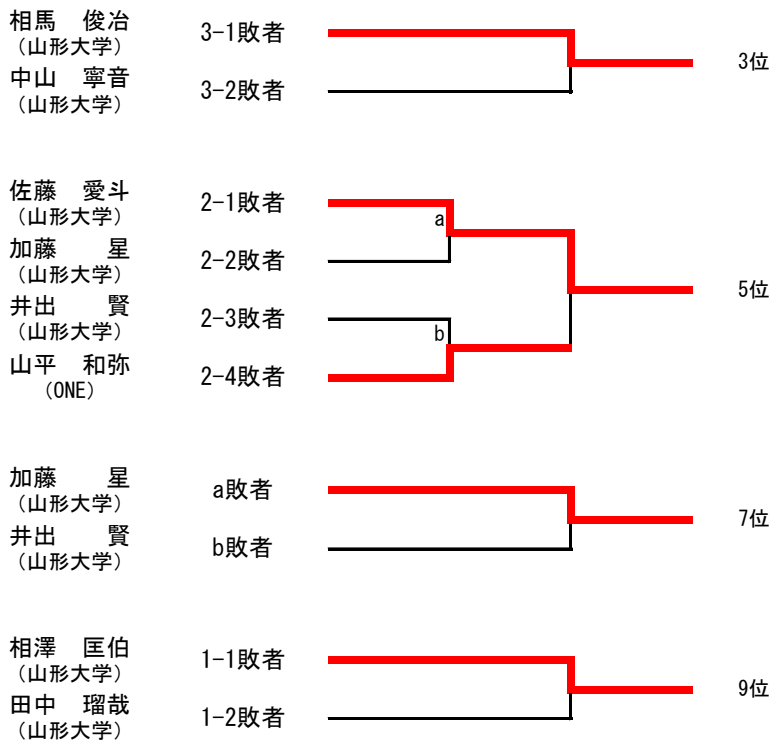 相馬　俊冶
（山形大学）
3-1敗者
3位
中山　寧音
（山形大学）
3-2敗者
佐藤　愛斗
（山形大学）
2-1敗者
a
加藤　　星
（山形大学）
2-2敗者
5位
井出　　賢
（山形大学）
2-3敗者
b
山平　和弥
（ONE）
2-4敗者
加藤　　星
（山形大学）
a敗者
7位
井出　　賢
（山形大学）
b敗者
相澤　匡伯
（山形大学）
1-1敗者
9位
田中　瑠哉
（山形大学）
1-2敗者